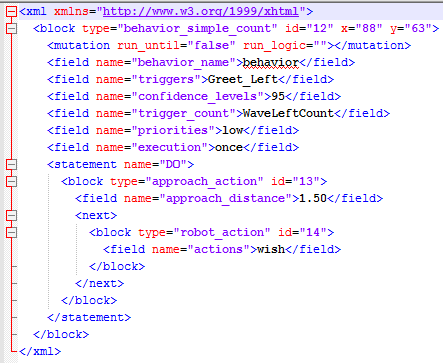 <xml xmlns="http://www.w3.org/1999/xhtml">
<block type="behavior_simple_count" id="12" x="88" y="63">
<mutation run_until="false" run_logic=""></mutation>
<field name="behavior_name">behavior</field>
<field name="triggers">Greet_Left</field>
<field name="confidence_levels">95</field>
<field name="trigger_count">WaveLeftCount</field>
<field name="priorities">low</field>
<field name="execution">once</field>
<statement name="DO">
<block type="approach_action" id="13">
<field name="approach_distance">1.50</field>
<next>
<block type="robot_action" id="14">
<field name="actions">wish</field>
</block>
</next>
</block>
</statement>
</block>
</xml>